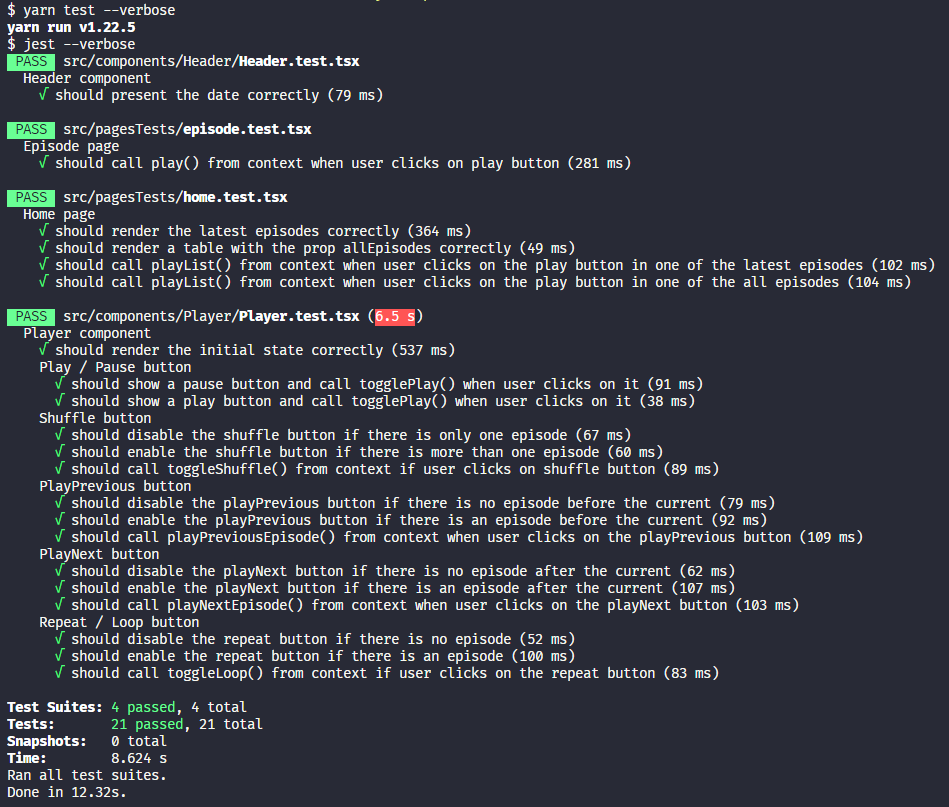 $ yarn test --verbose
yarn run v1.22.5
$ jest --verbose
PASS src/components/Header/Header.test.tsx
Header component
√ should present the date correctly (79 ms)
PASS src/pagesTests/episode.test.tsx
Episode page
√ should call play() from context when user clicks on play button (281 ms)
PASS src/pagesTests/home.test.tsx
Home page
√ should render the latest episodes correctly (364 ms)
√ should render a table with the prop allEpisodes correctly (49 ms)
√ should call playList() from context when user clicks on the play button in one of the latest episodes (102 ms)
√ should call playList() from context when user clicks on the play button in one of the all episodes (104 ms)
PASS src/components/Player/Player.test.tsx (6.5 s)
Player component
√ should render the initial state correctly (537 ms)
Play / Pause button
√ should show a pause button and call togglePlay() when user clicks on it (91 ms)
√ should show a play button and call togglePlay() when user clicks on it (38 ms)
Shuffle button
√ should disable the shuffle button if there is only one episode (67 ms)
√ should enable the shuffle button if there is more than one episode (60 ms)
√ should call toggleShuffle() from context if user clicks on shuffle button (89 ms)
PlayPrevious button
√ should disable the playPrevious button if there is no episode before the current (79 ms)
√ should enable the playPrevious button if there is an episode before the current (92 ms)
√ should call playPreviousEpisode() from context when user clicks on the playPrevious button (109 ms)
PlayNext button
√ should disable the playNext button if there is no episode after the current (62 ms)
√ should enable the playNext button if there is an episode after the current (107 ms)
√ should call playNextEpisode() from context when user clicks on the playNext button (103 ms)
Repeat / Loop button
√ should disable the repeat button if there is no episode (52 ms)
√ should enable the repeat button if there is an episode (100 ms)
√ should call toggleLoop() from context if user clicks on the repeat button (83 ms)
Test Suites: 4 passed, 4 total
Tests: 21 passed, 21 total
Snapshots: 0 total
Time: 8.624 s
Ran all test suites.
Done in 12.32s.